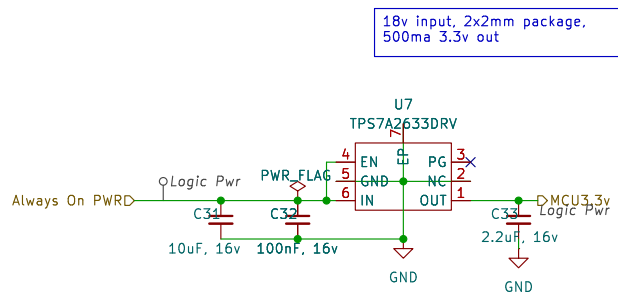 18v input, 2x2mm package,
500ma 3.3v out
U7
TPS7A2633DRV
7
EP
4 EN PG 3
5 GND NC 2
6 IN OUT 1
PWR_FLAG
Logic Pwr
Always On PWR
MCU3.3v
Logic Pwr
C31
C32
C33
10uF, 16v
100nF, 16v
2.2uF, 16v
GND
GND